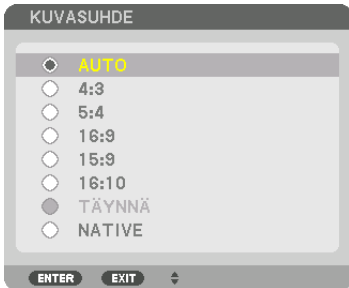 KUVASUHDE
AUTO
4:3
5:4
16:9
15:9
16:10
TÄYNNÄ
NATIVE
ENTER EXIT